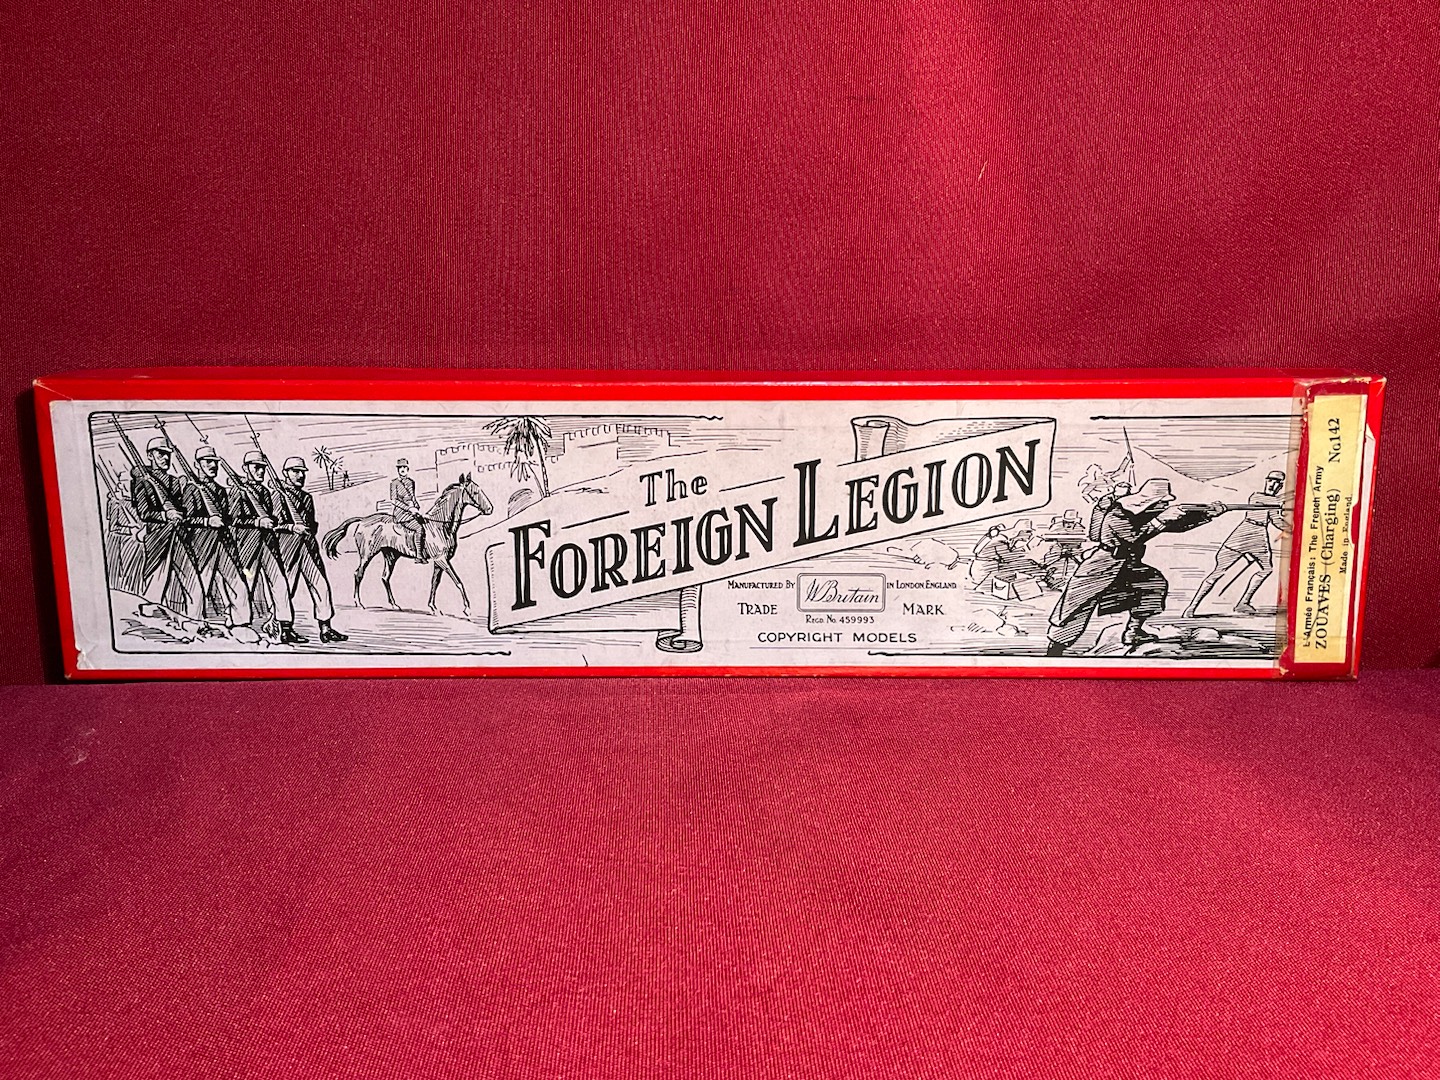 The
FOREIGN LEGION
MANUFACTURED BY W. Britain IN LONDON ENGLAND
TRADE MARK
REGD. No. 459993
COPYRIGHT MODELS
L'Armée Français: The French Army
ZOUAVES (Charging) No. 142
Made in England.